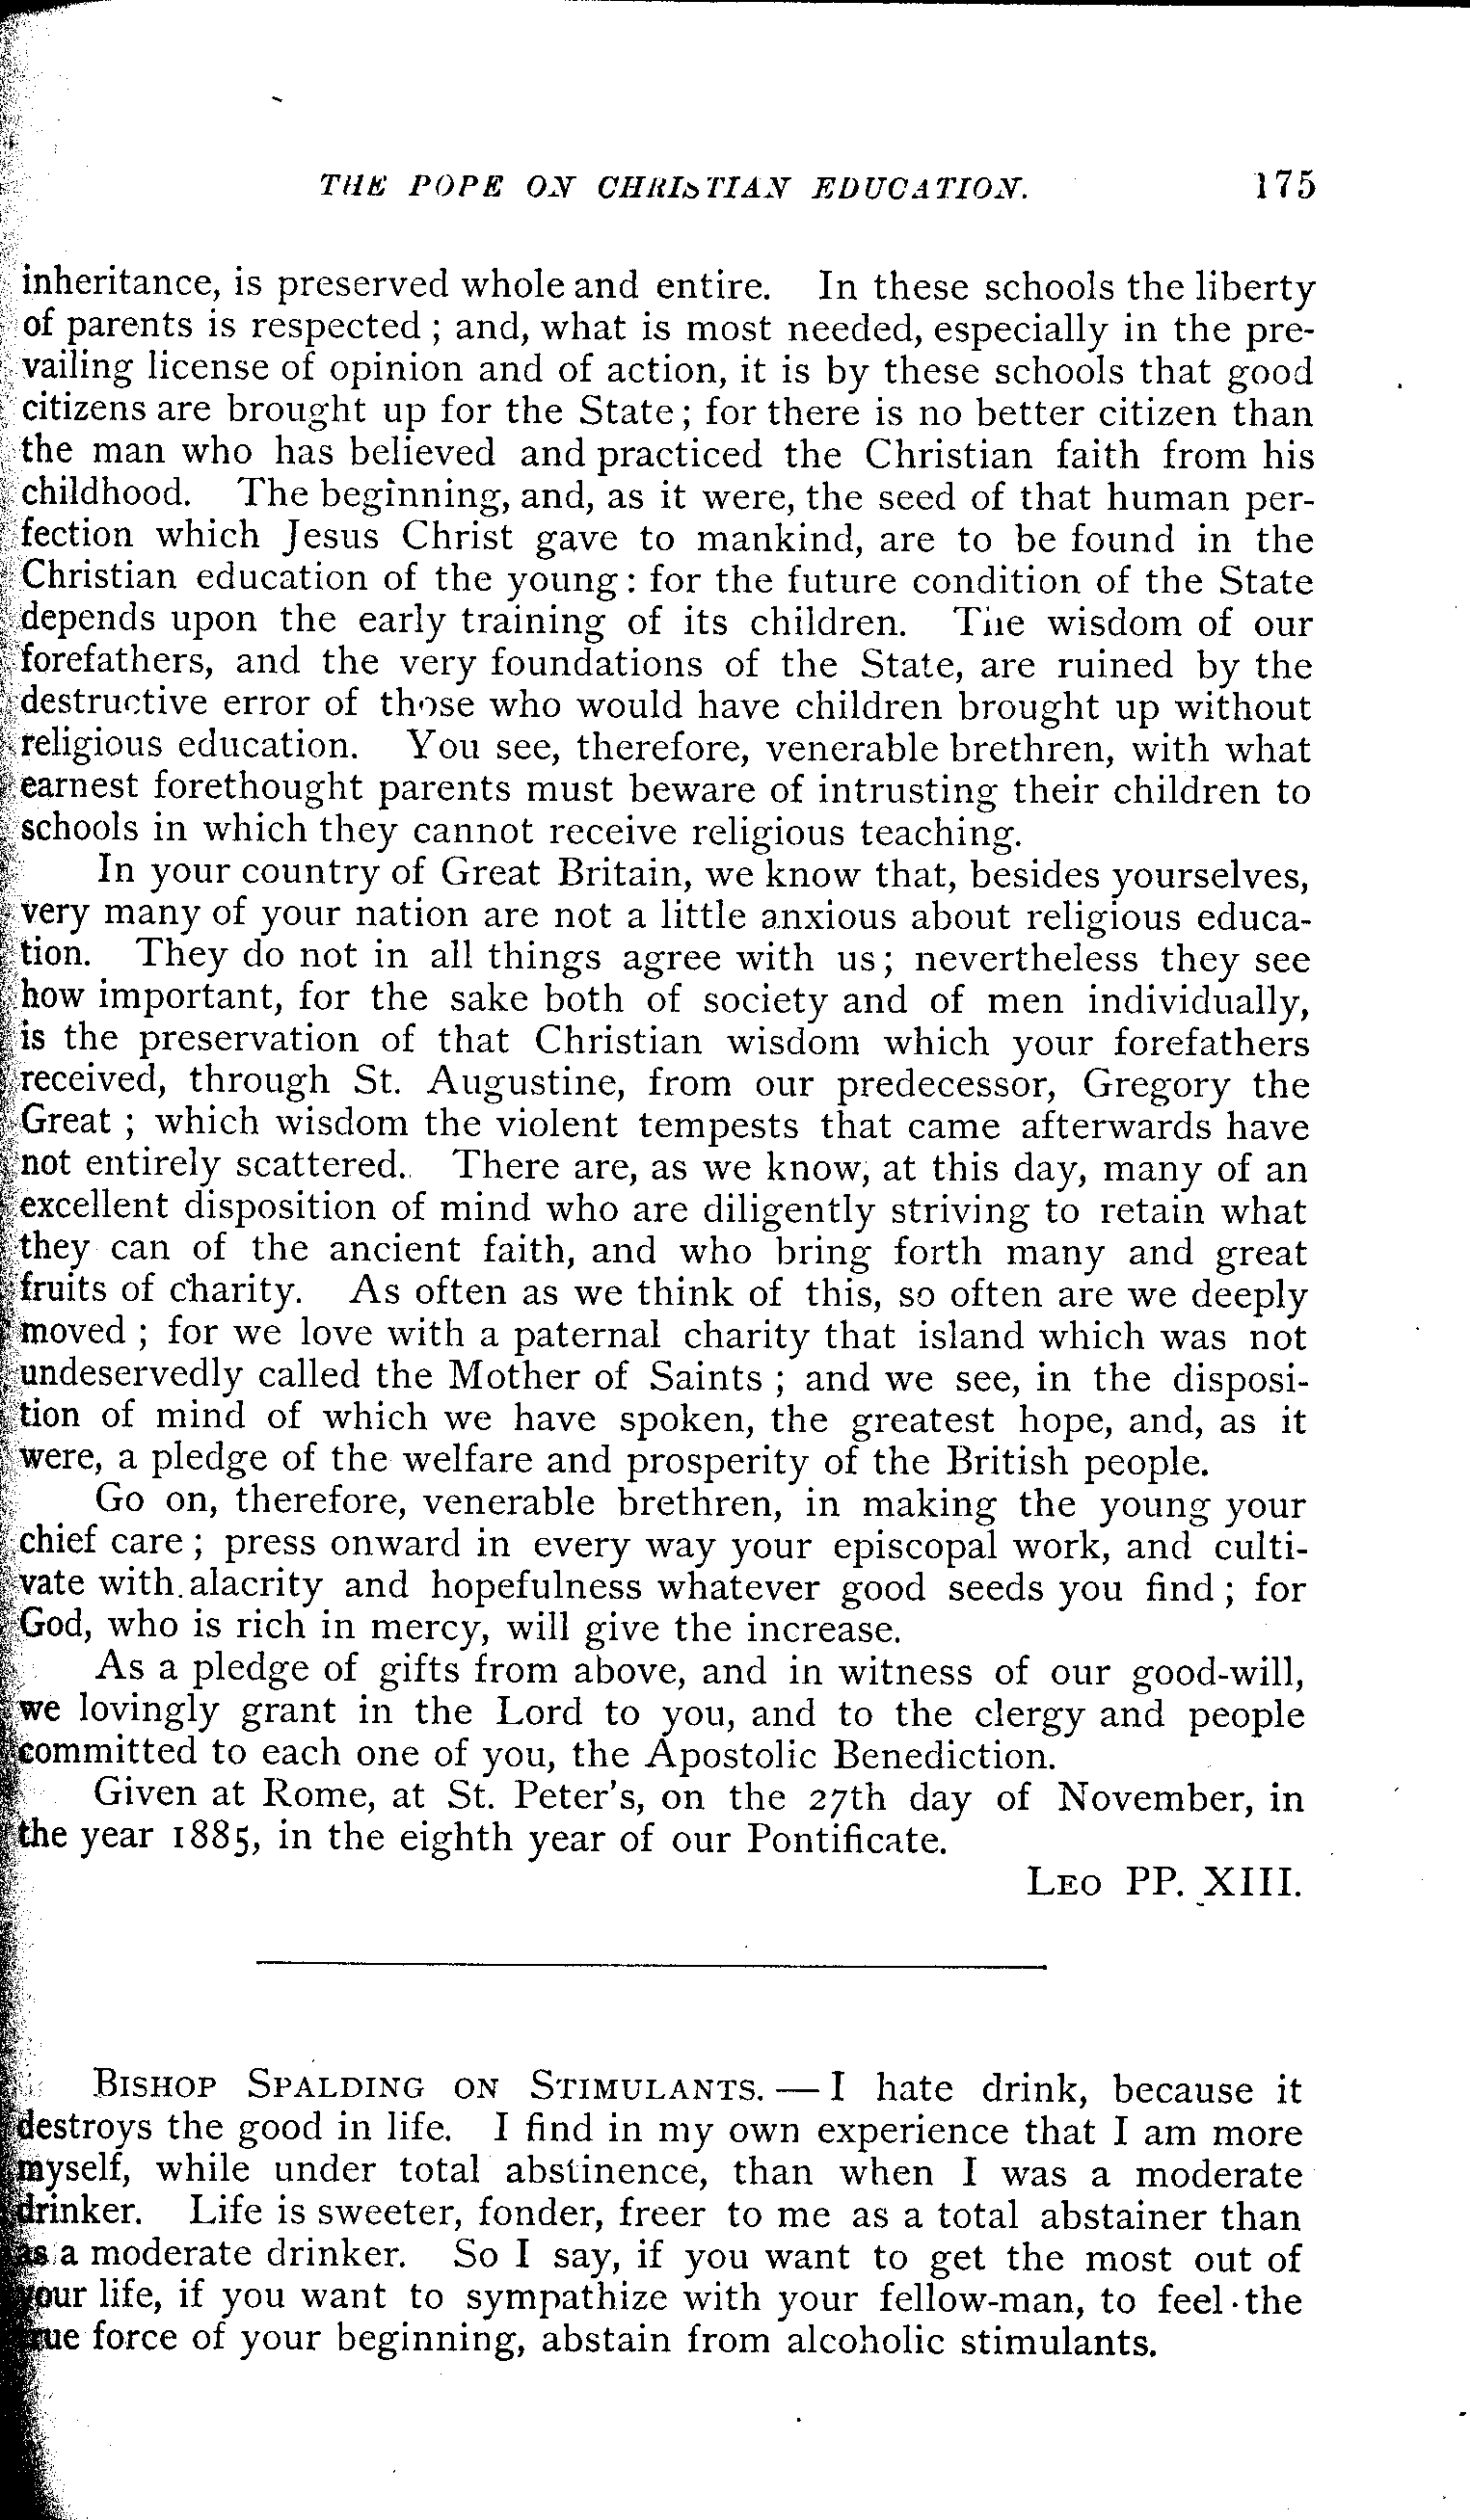 THE POPE ON CHRISTIAN EDUCATION. 175
inheritance, is preserved whole and entire. In these schools the liberty
of parents is respected; and, what is most needed, especially in the pre-
vailing license of opinion and of action, it is by these schools that good
citizens are brought up for the State; for there is no better citizen than
the man who has believed and practiced the Christian faith from his
childhood. The beginning, and, as it were, the seed of that human per-
fection which Jesus Christ gave to mankind, are to be found in the
Christian education of the young: for the future condition of the State
depends upon the early training of its children. The wisdom of our
forefathers, and the very foundations of the State, are ruined by the
destructive error of those who would have children brought up without
religious education. You see, therefore, venerable brethren, with what
earnest forethought parents must beware of intrusting their children to
schools in which they cannot receive religious teaching.
In your country of Great Britain, we know that, besides yourselves,
very many of your nation are not a little anxious about religious educa-
tion. They do not in all things agree with us; nevertheless they see
how important, for the sake both of society and of men individually,
is the preservation of that Christian wisdom which your forefathers
received, through St. Augustine, from our predecessor, Gregory the
Great; which wisdom the violent tempests that came afterwards have
not entirely scattered. There are, as we know, at this day, many of an
excellent disposition of mind who are diligently striving to retain what
they can of the ancient faith, and who bring forth many and great
fruits of charity. As often as we think of this, so often are we deeply
moved; for we love with a paternal charity that island which was not
undeservedly called the Mother of Saints; and we see, in the disposi-
tion of mind of which we have spoken, the greatest hope, and, as it
were, a pledge of the welfare and prosperity of the British people.
Go on, therefore, venerable brethren, in making the young your
chief care; press onward in every way your episcopal work, and culti-
vate with alacrity and hopefulness whatever good seeds you find; for
God, who is rich in mercy, will give the increase.
As a pledge of gifts from above, and in witness of our good-will,
we lovingly grant in the Lord to you, and to the clergy and people
committed to each one of you, the Apostolic Benediction.
Given at Rome, at St. Peter's, on the 27th day of November, in
the year 1885, in the eighth year of our Pontificate.
LEO PP. XIII.
BISHOP SPALDING ON STIMULANTS. — I hate drink, because it
destroys the good in life. I find in my own experience that I am more
myself, while under total abstinence, than when I was a moderate
drinker. Life is sweeter, fonder, freer to me as a total abstainer than
as a moderate drinker. So I say, if you want to get the most out of
your life, if you want to sympathize with your fellow-man, to feel the
true force of your beginning, abstain from alcoholic stimulants.